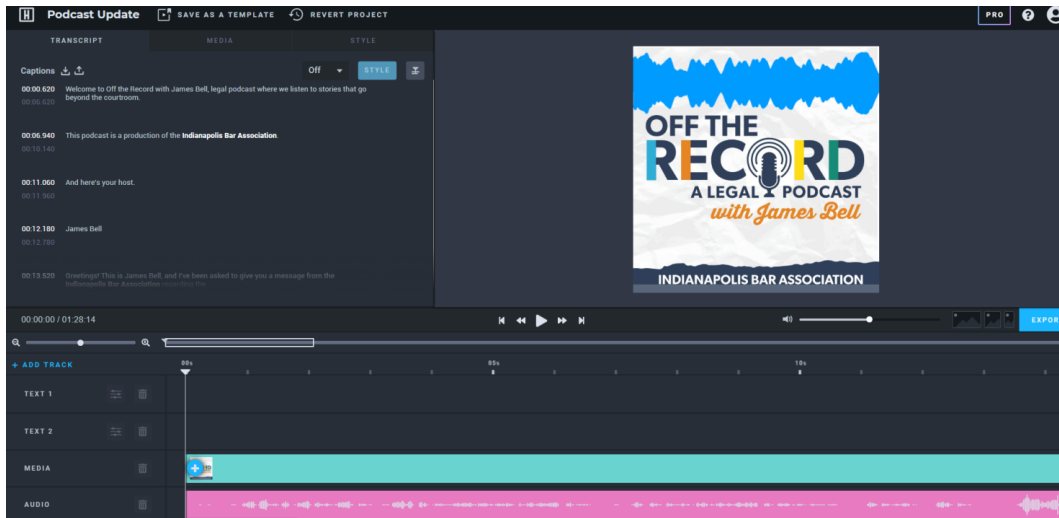 H Podcast Update SAVE AS A TEMPLATE REVERT PROJECT PRO ?
TRANSCRIPT MEDIA STYLE
Captions Off STYLE
00:00.620 Welcome to Off the Record with James Bell, legal podcast where we listen to stories that go
00:06.620 beyond the courtroom.
00:06.940 This podcast is a production of the Indianapolis Bar Association.
00:10.140
00:11.060 And here's your host.
00:11.960
00:12.180 James Bell
00:12.780
00:13.520 Greetings! This is James Bell, and I've been asked to give you a message from the
Indianapolis Bar Association regarding the
OFF THE
RECORD
A LEGAL PODCAST
with James Bell
INDIANAPOLIS BAR ASSOCIATION
00:00:00 / 01:28:14
EXPOR
+ ADD TRACK 00s 05s 10s
TEXT 1
TEXT 2
MEDIA
AUDIO